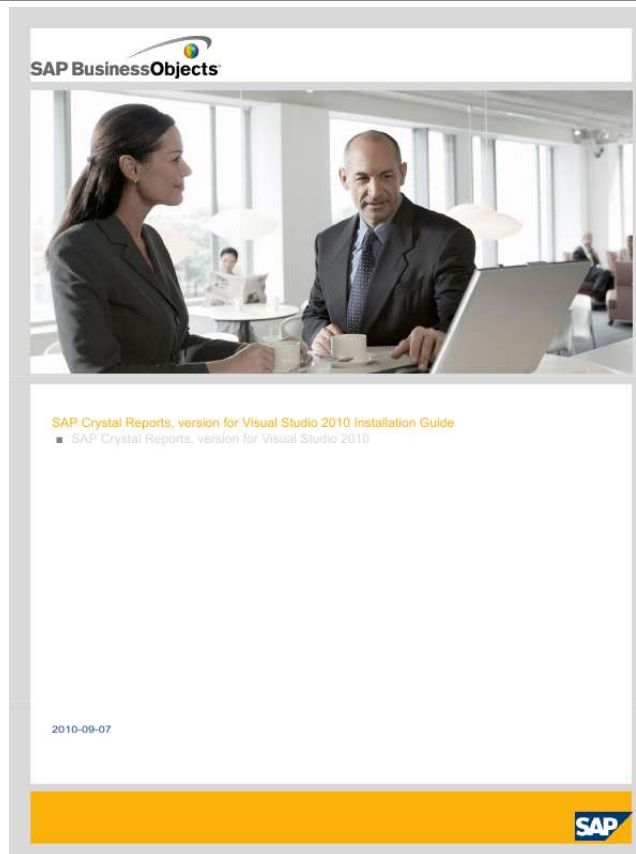 SAP BusinessObjects
SAP Crystal Reports, version for Visual Studio 2010 Installation Guide
■ SAP Crystal Reports, version for Visual Studio 2010
2010-09-07
SAP